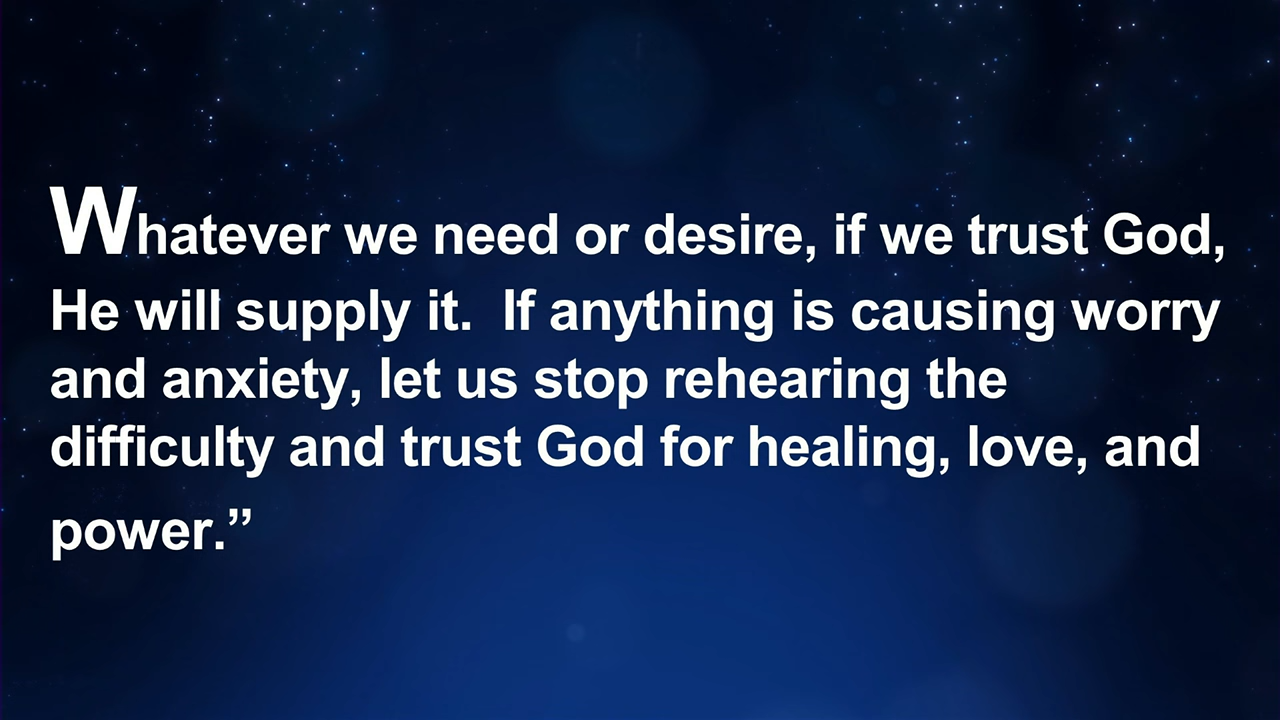 Whatever we need or desire, if we trust God,
He will supply it.  If anything is causing worry
and anxiety, let us stop rehearing the
difficulty and trust God for healing, love, and
power.”